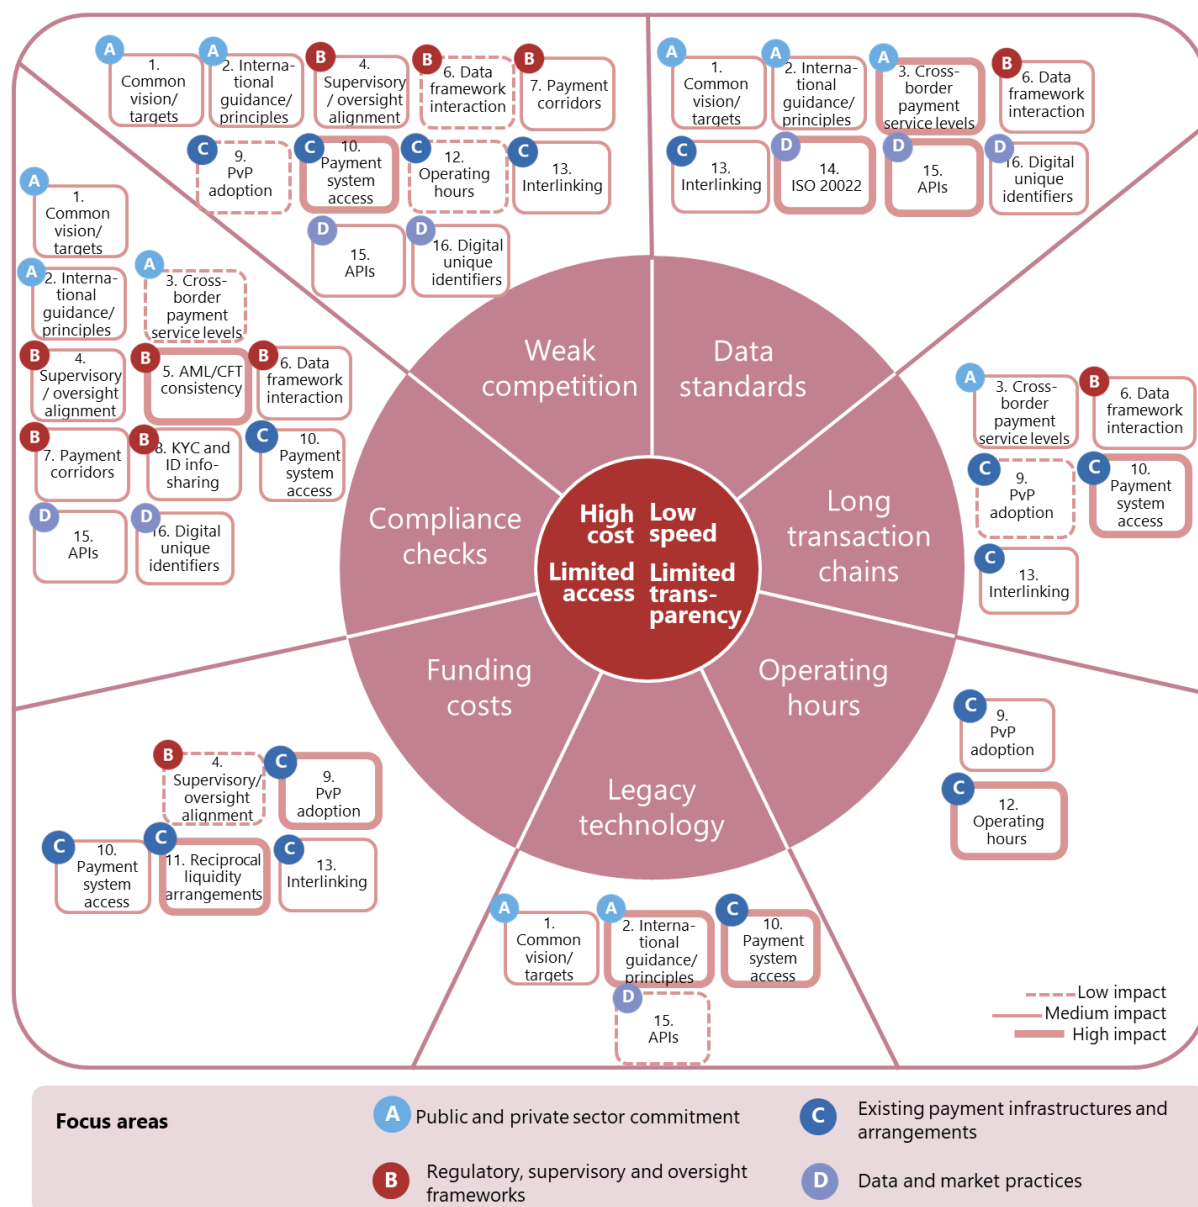 A
1.
Common
vision/
targets
A
2. Interna-
tional
guidance/
principles
B
4.
Supervisory
/ oversight
alignment
B
6. Data
framework
interaction
B
7. Payment
corridors
C
9.
PvP
adoption
C
10.
Payment
system
access
C
12.
Operating
hours
C
13.
Interlinking
D
15.
APIs
D
16. Digital
unique
identifiers
A
1.
Common
vision/
targets
A
2. Interna-
tional
guidance/
principles
A
3. Cross-
border
payment
service levels
B
6. Data
framework
interaction
C
13.
Interlinking
D
14.
ISO 20022
D
15.
APIs
D
16. Digital
unique
identifiers
A
1.
Common
vision/
targets
A
2. Interna-
tional
guidance/
principles
A
3. Cross-
border
payment
service levels
B
4.
Supervisory
/ oversight
alignment
B
5. AML/CFT
consistency
B
6. Data
framework
interaction
B
7. Payment
corridors
B
8. KYC and
ID info-
sharing
C
10.
Payment
system
access
D
15.
APIs
D
16. Digital
unique
identifiers
Weak
competition
Data
standards
Compliance
checks
Long
transaction
chains
Funding
costs
Operating
hours
Legacy
technology
High
cost
Low
speed
Limited
access
Limited
trans-
parency
A
3. Cross-
border
payment
service levels
B
6. Data
framework
interaction
C
9.
PvP
adoption
C
10.
Payment
system
access
C
13.
Interlinking
C
9.
PvP
adoption
C
12.
Operating
hours
B
4.
Supervisory/
oversight
alignment
C
9.
PvP
adoption
C
10.
Payment
system
access
C
11. Reciprocal
liquidity
arrangements
C
13.
Interlinking
A
1.
Common
vision/
targets
A
2. Interna-
tional
guidance/
principles
C
10.
Payment
system
access
D
15.
APIs
Low impact
Medium impact
High impact
Focus areas
A Public and private sector commitment
B Regulatory, supervisory and oversight
frameworks
C Existing payment infrastructures and
arrangements
D Data and market practices